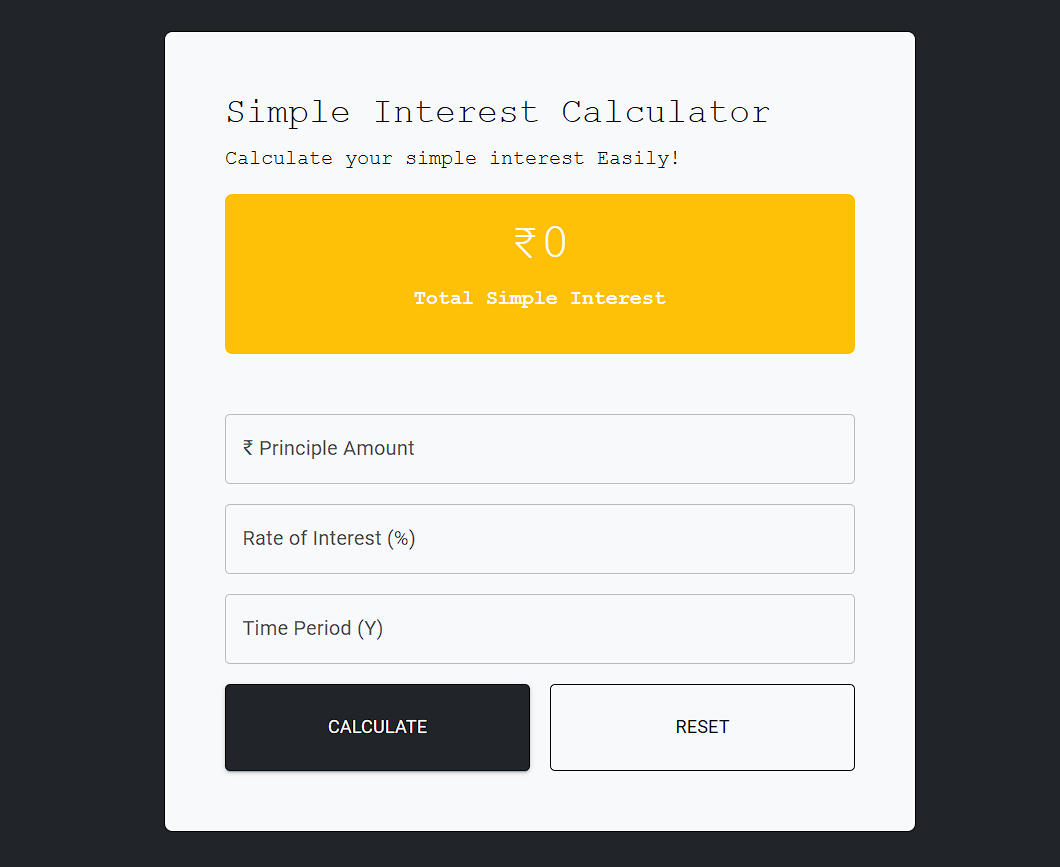 Simple Interest Calculator
Calculate your simple interest Easily!
₹ 0
Total Simple Interest
₹ Principle Amount
Rate of Interest (%)
Time Period (Y)
CALCULATE RESET